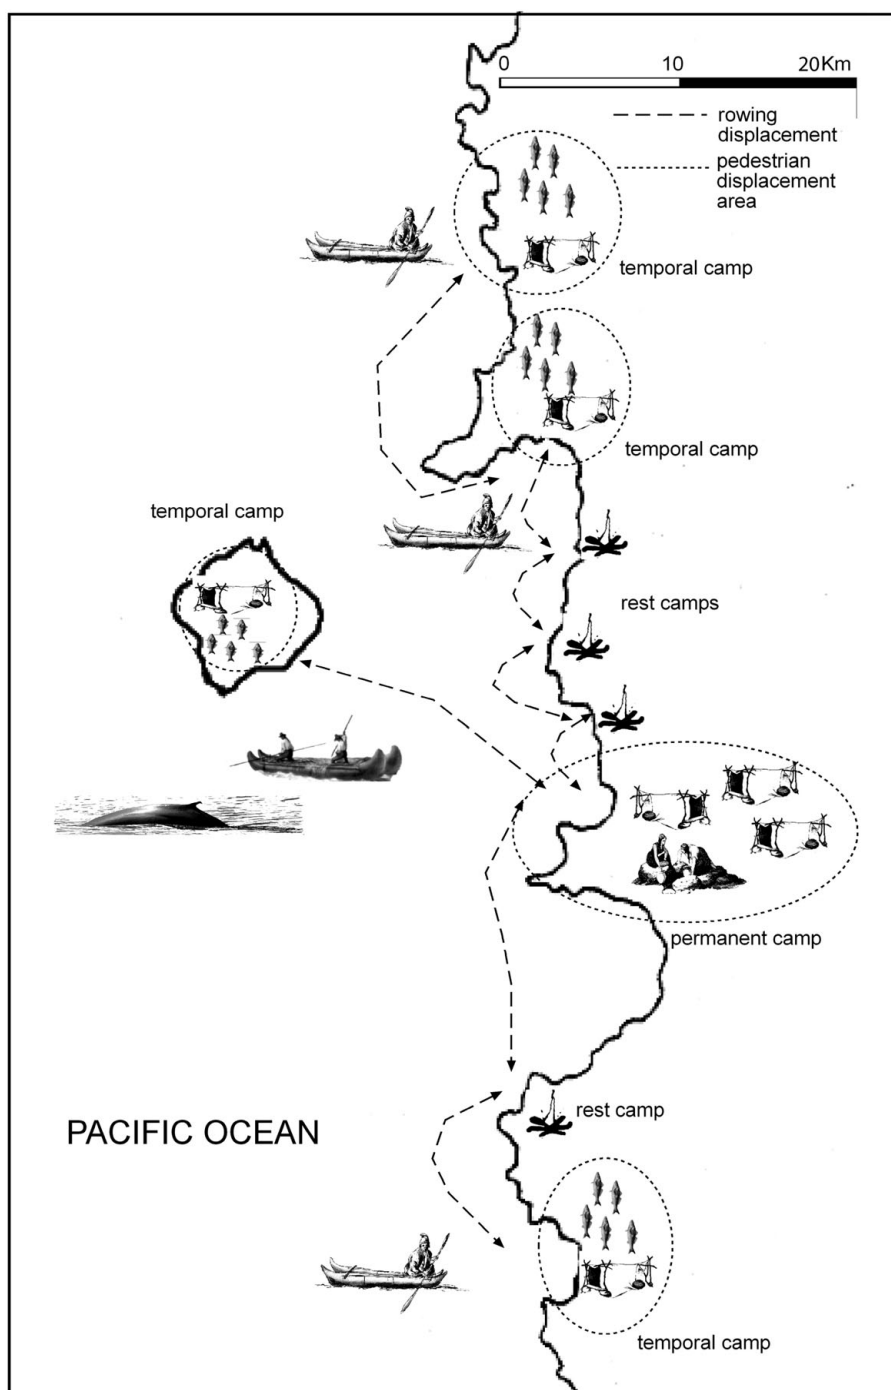 0 10 20Km
rowing
displacement
pedestrian
displacement
area
temporal camp
temporal camp
temporal camp
rest camps
permanent camp
rest camp
PACIFIC OCEAN
temporal camp